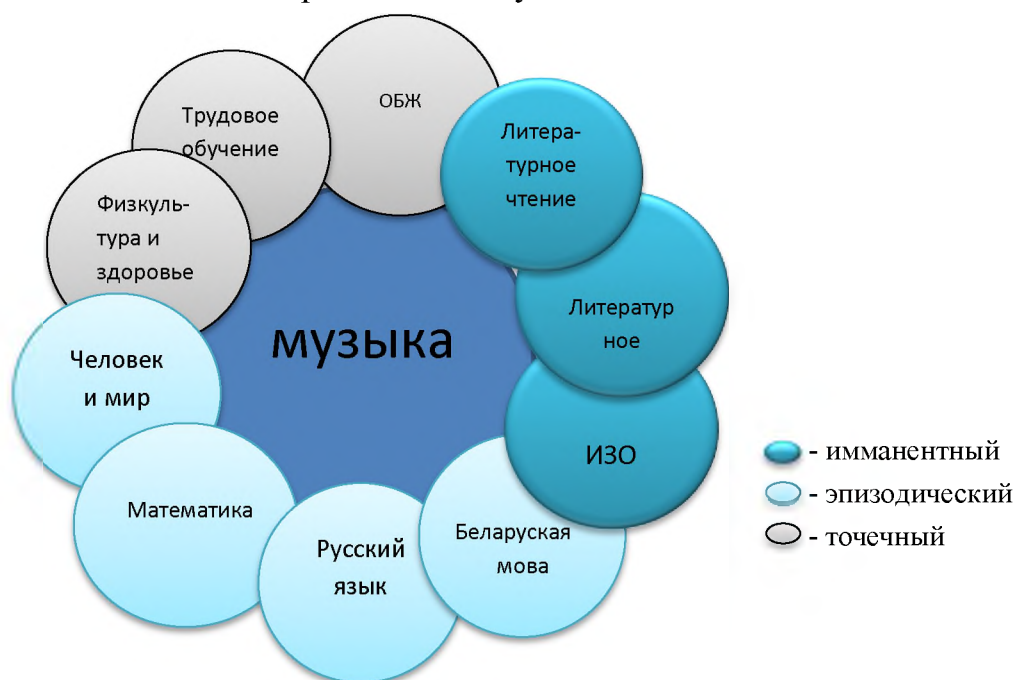 ОБЖ
Трудовое
обучение
Литера-
турное
чтение
Физкуль-
тура и
здоровье
Литератур
ное
музыка
Человек
и мир
ИЗО
Математика
Русский
язык
Беларуская
мова
- имманентный
- эпизодический
- точечный